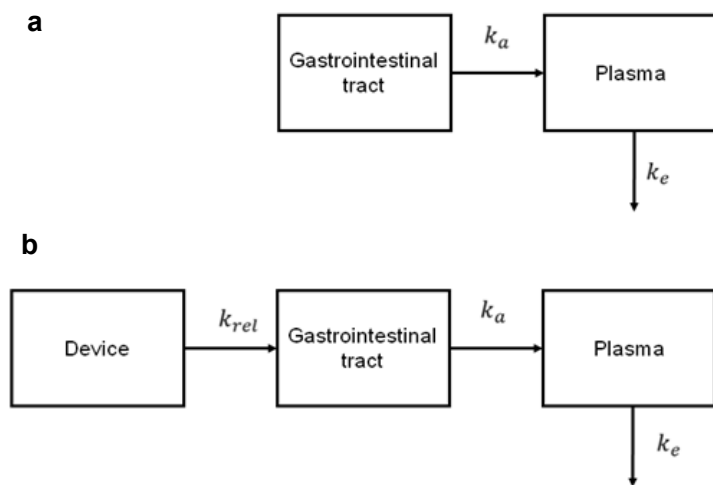 a
Gastrointestinal
tract
k_a
Plasma
k_e
b
Device
k_rel
Gastrointestinal
tract
k_a
Plasma
k_e